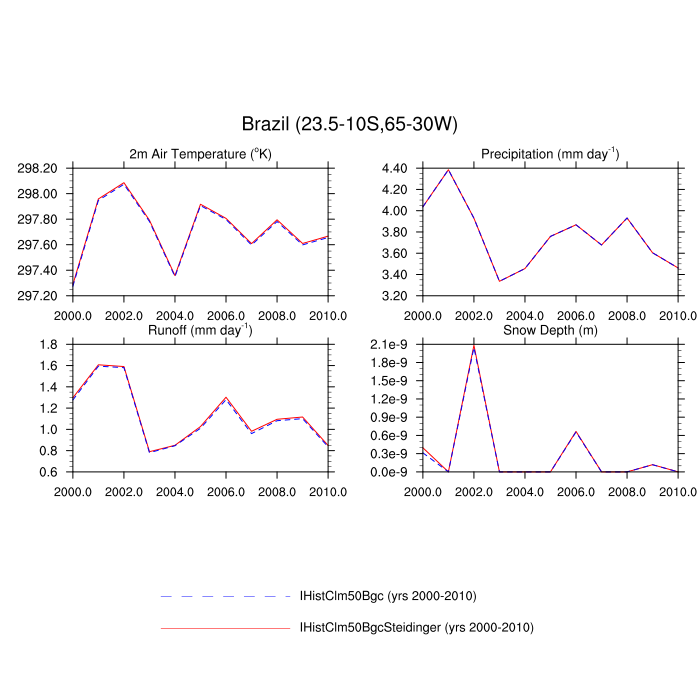 Brazil (23.5-10S,65-30W)
2m Air Temperature (°K)
298.20
298.00
297.80
297.60
297.40
297.20
2000.0 2002.0 2004.0 2006.0 2008.0 2010.0
Precipitation (mm day⁻¹)
4.40
4.20
4.00
3.80
3.60
3.40
3.20
2000.0 2002.0 2004.0 2006.0 2008.0 2010.0
Runoff (mm day⁻¹)
1.8
1.6
1.4
1.2
1.0
0.8
0.6
2000.0 2002.0 2004.0 2006.0 2008.0 2010.0
Snow Depth (m)
2.1e-9
1.8e-9
1.5e-9
1.2e-9
0.9e-9
0.6e-9
0.3e-9
0.0e-9
2000.0 2002.0 2004.0 2006.0 2008.0 2010.0
IHistClm50Bgc (yrs 2000-2010)
IHistClm50BgcSteidinger (yrs 2000-2010)